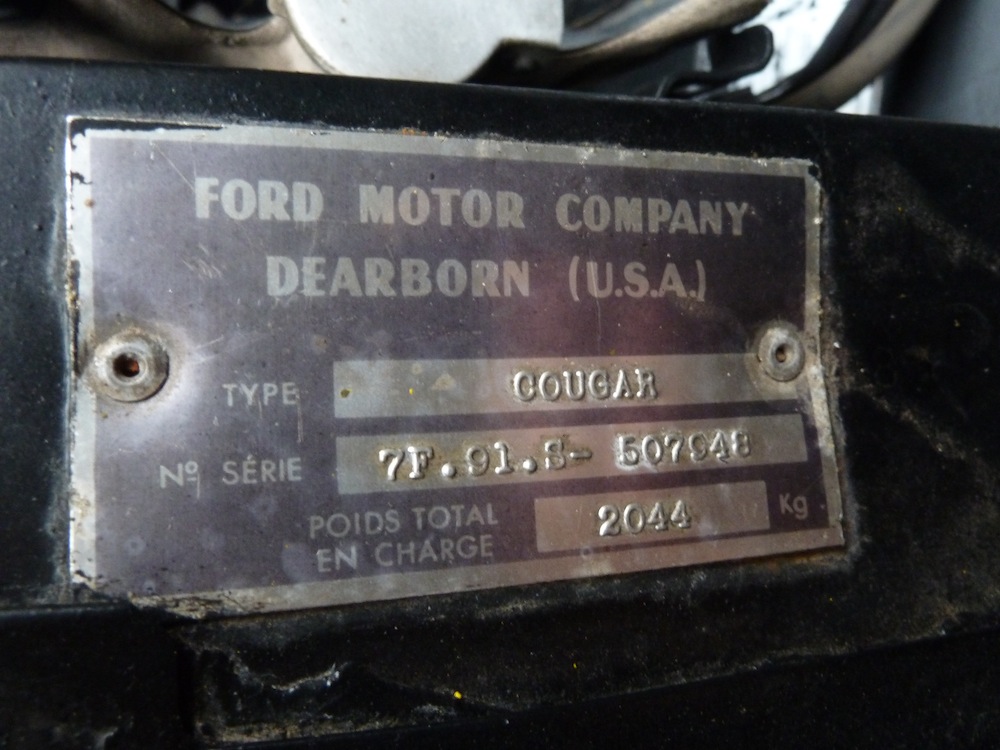 FORD MOTOR COMPANY
DEARBORN (U.S.A.)
TYPE COUGAR
Nº SÉRIE 7F.91.S- 507948
POIDS TOTAL
EN CHARGE 2044 Kg